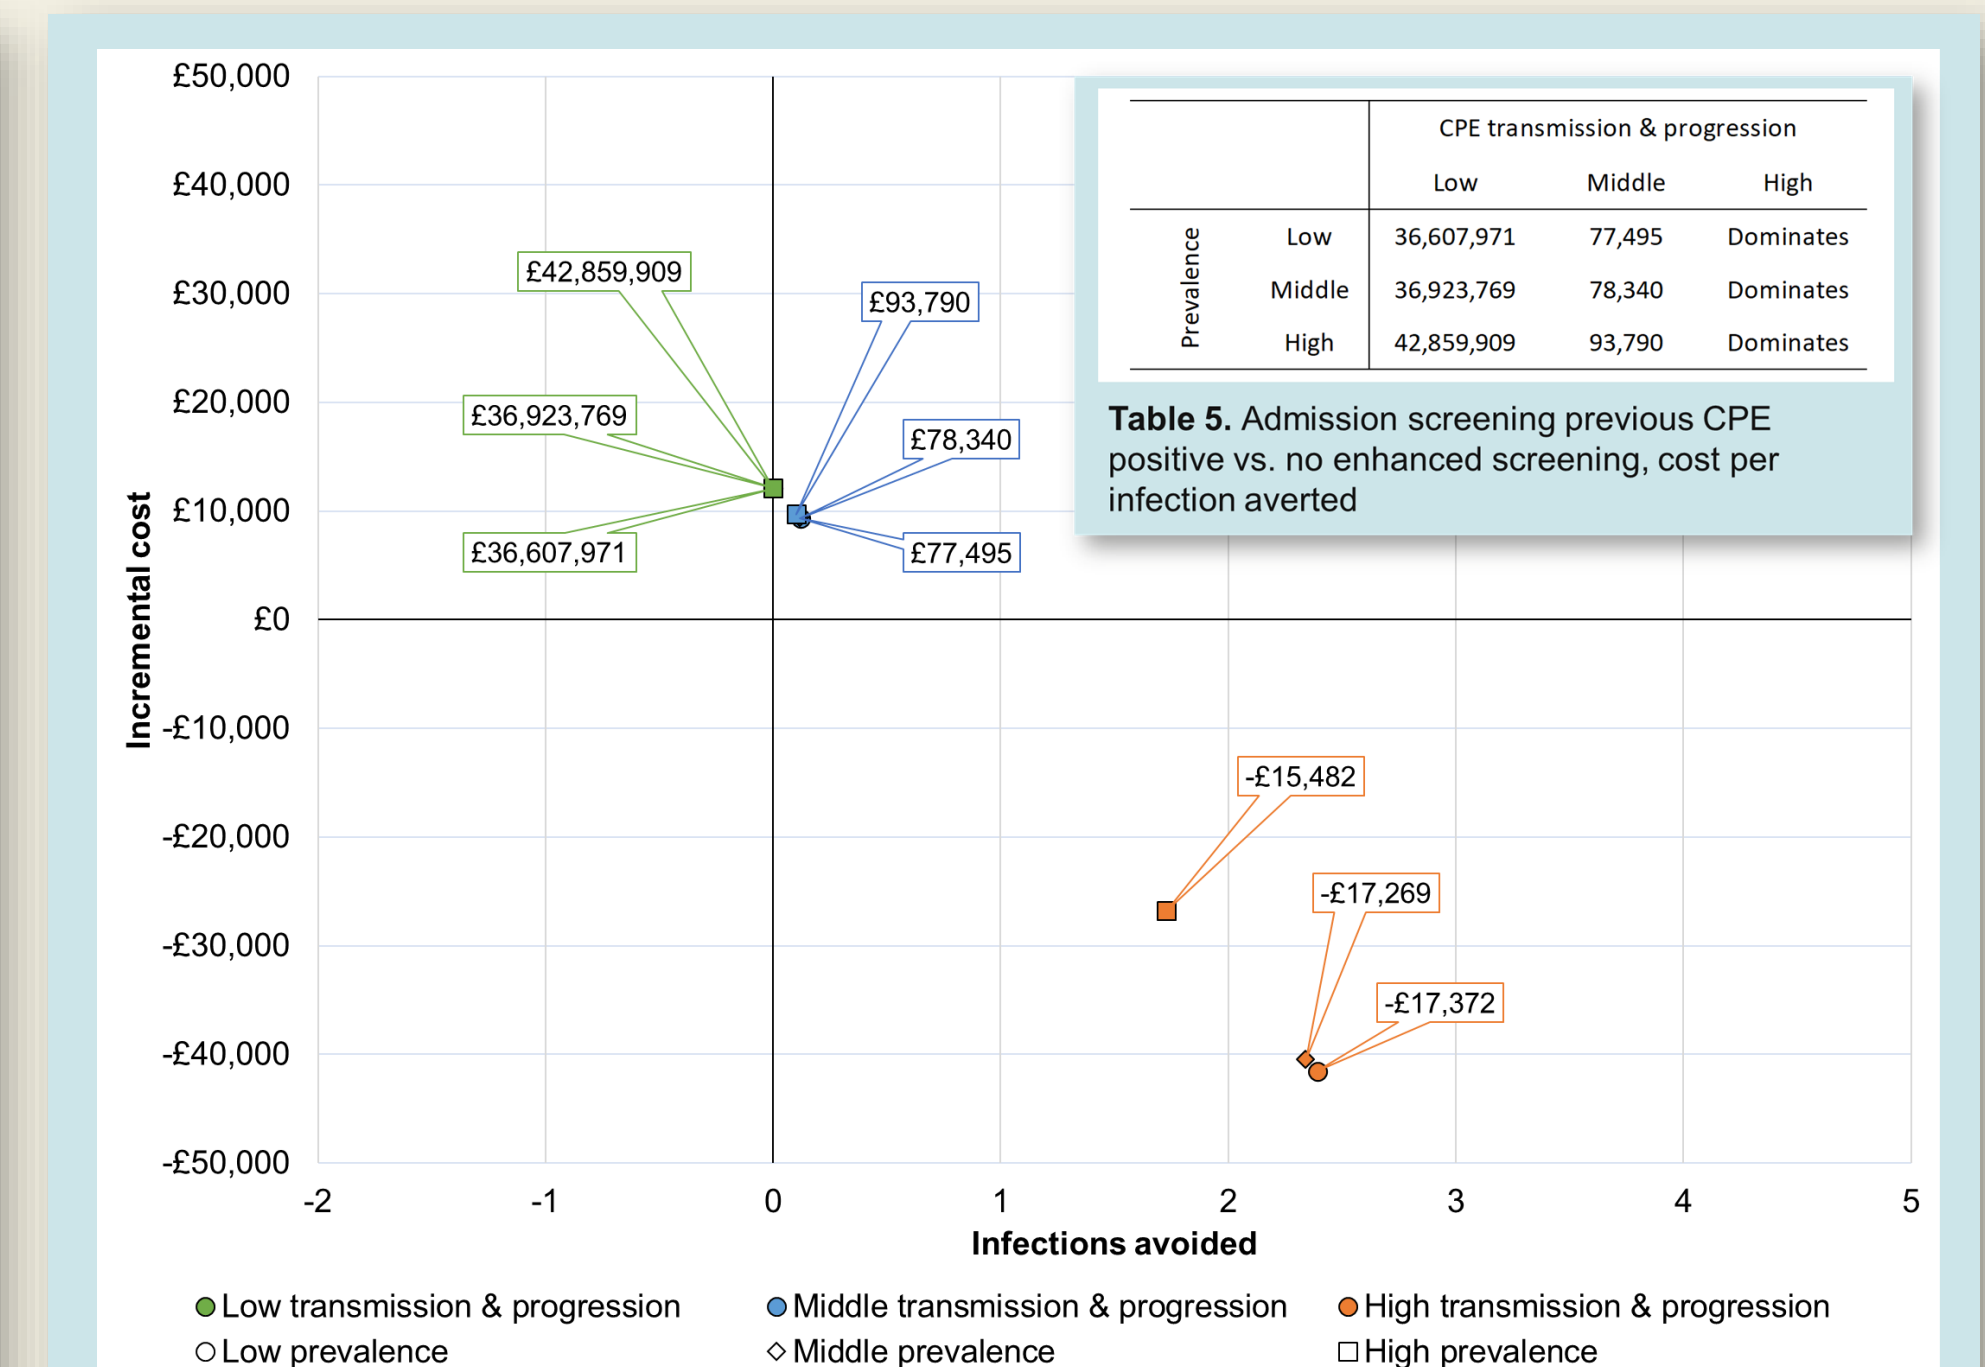 £50,000
£40,000
£30,000
£20,000
£10,000
£0
-£10,000
-£20,000
-£30,000
-£40,000
-£50,000
Incremental cost
£42,859,909
£36,923,769
£36,607,971
£93,790
£78,340
£77,495
CPE transmission & progression
Low Middle High
Prevalence
Low 36,607,971 77,495 Dominates
Middle 36,923,769 78,340 Dominates
High 42,859,909 93,790 Dominates
Table 5. Admission screening previous CPE
positive vs. no enhanced screening, cost per
infection averted
-£15,482
-£17,269
-£17,372
-2 -1 0 1 2 3 4 5
Infections avoided
Low transmission & progression Middle transmission & progression High transmission & progression
Low prevalence Middle prevalence High prevalence